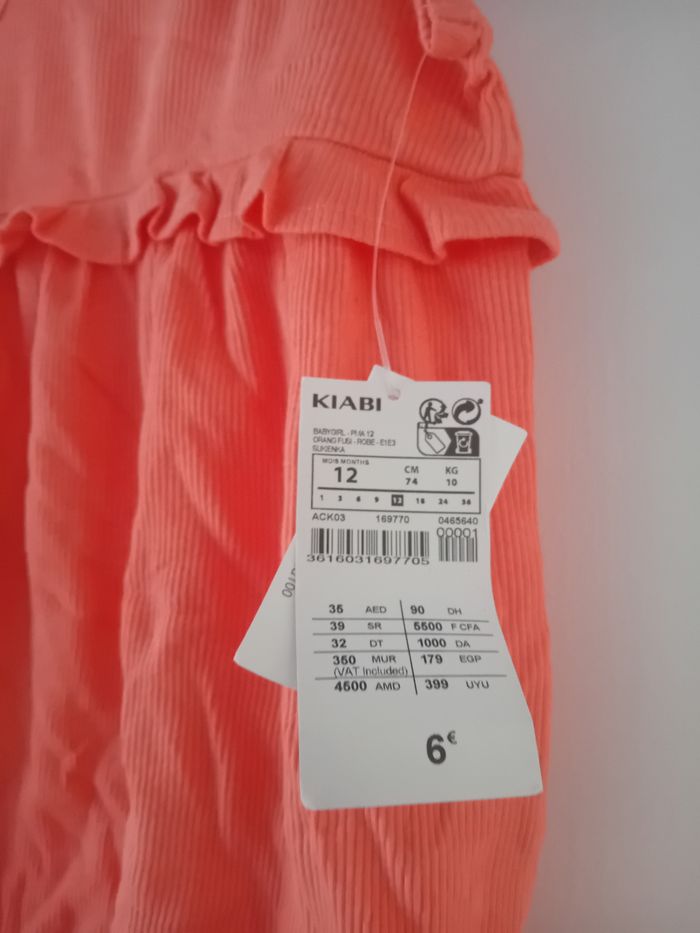 KIABI
BABYGIRL - PMA 12
ORANG FUSI - ROBE - E1E3
SUKIENKA
MOIS MONTHS
12
CM
74
KG
10
1 3 6 9 12 18 24 36
ACK03 169770 0465640
00001
3616031697705
35 AED 90 DH
39 SR 5500 F CFA
32 DT 1000 DA
350 MUR 179 EGP
(VAT Included)
4500 AMD 399 UYU
6€